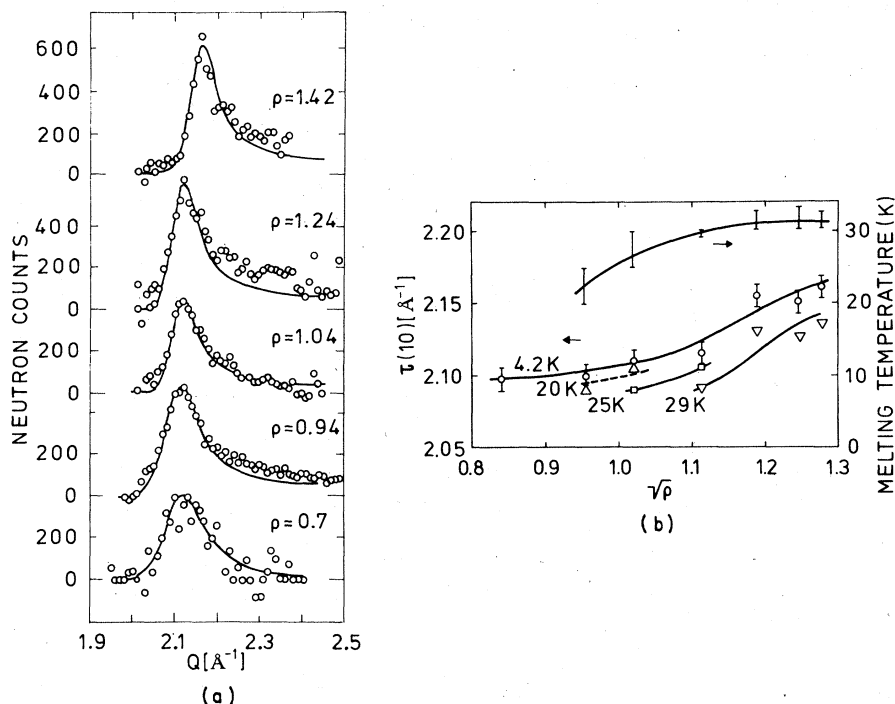 600
400
200
0
ρ=1.42
400
200
0
ρ=1.24
200
0
ρ=1.04
200
0
ρ=0.94
200
0
ρ=0.7
NEUTRON COUNTS
1.9 2.1 2.3 2.5
Q[Å⁻¹]
(a)
2.20
2.15
2.10
2.05
τ(10)[Å⁻¹]
30
20
10
0
MELTING TEMPERATURE (K)
4.2K
20K
25K
29K
0.8 0.9 1.0 1.1 1.2 1.3
√ρ
(b)